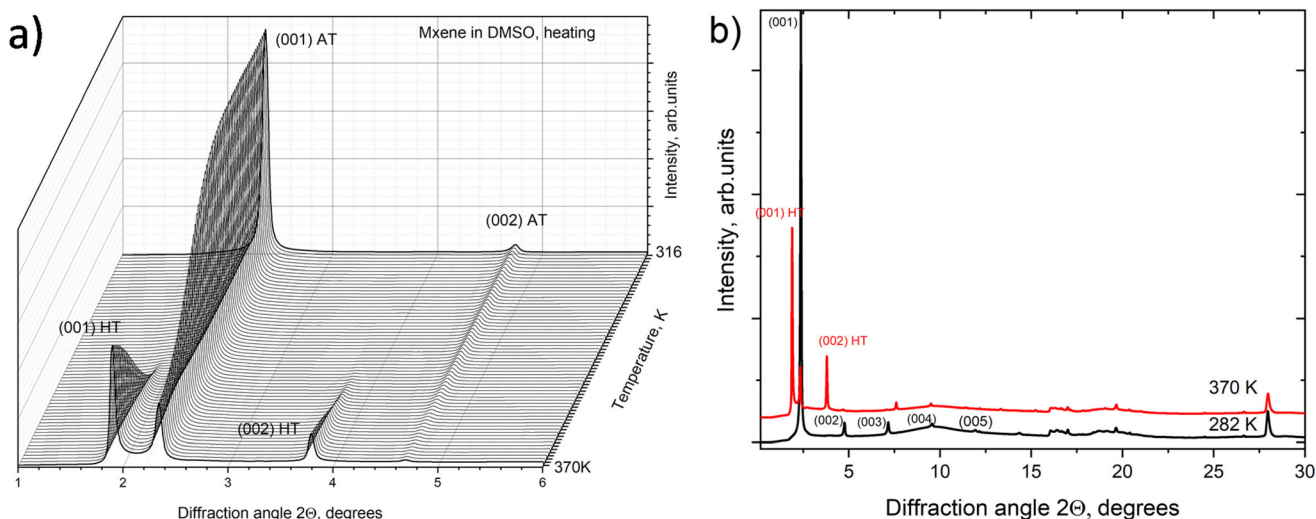 a)
Mxene in DMSO, heating
(001) AT
(002) AT
(001) HT
(002) HT
Intensity, arb.units
316
Temperature, K
370K
1
2
3
4
5
6
Diffraction angle 2Θ, degrees
b)
(001)
(001) HT
(002) HT
370 K
282 K
(002)
(003)
(004)
(005)
Intensity, arb.units
5
10
15
20
25
30
Diffraction angle 2Θ, degrees